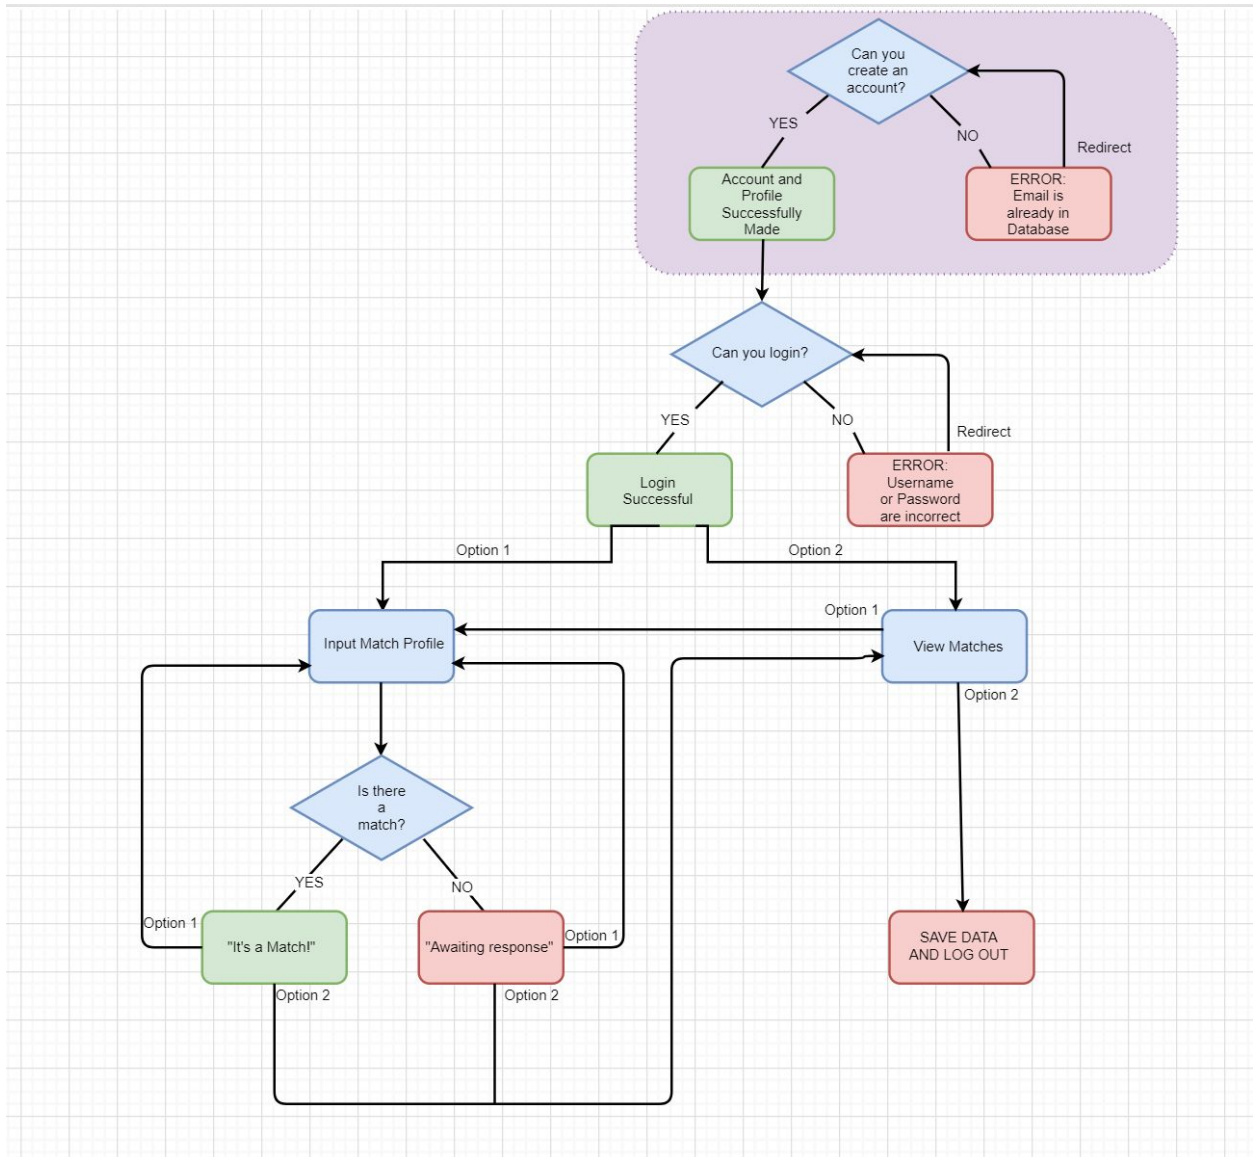 Can you
create an
account?
YES
NO
Redirect
Account and
Profile
Successfully
Made
ERROR:
Email is
already in
Database
Can you login?
YES
NO
Redirect
Login
Successful
ERROR:
Username
or Password
are incorrect
Option 1
Option 2
Option 1
Input Match Profile
View Matches
Option 2
Is there
a
match?
YES
NO
Option 1
"It's a Match!"
"Awaiting response"
Option 1
SAVE DATA
AND LOG OUT
Option 2
Option 2